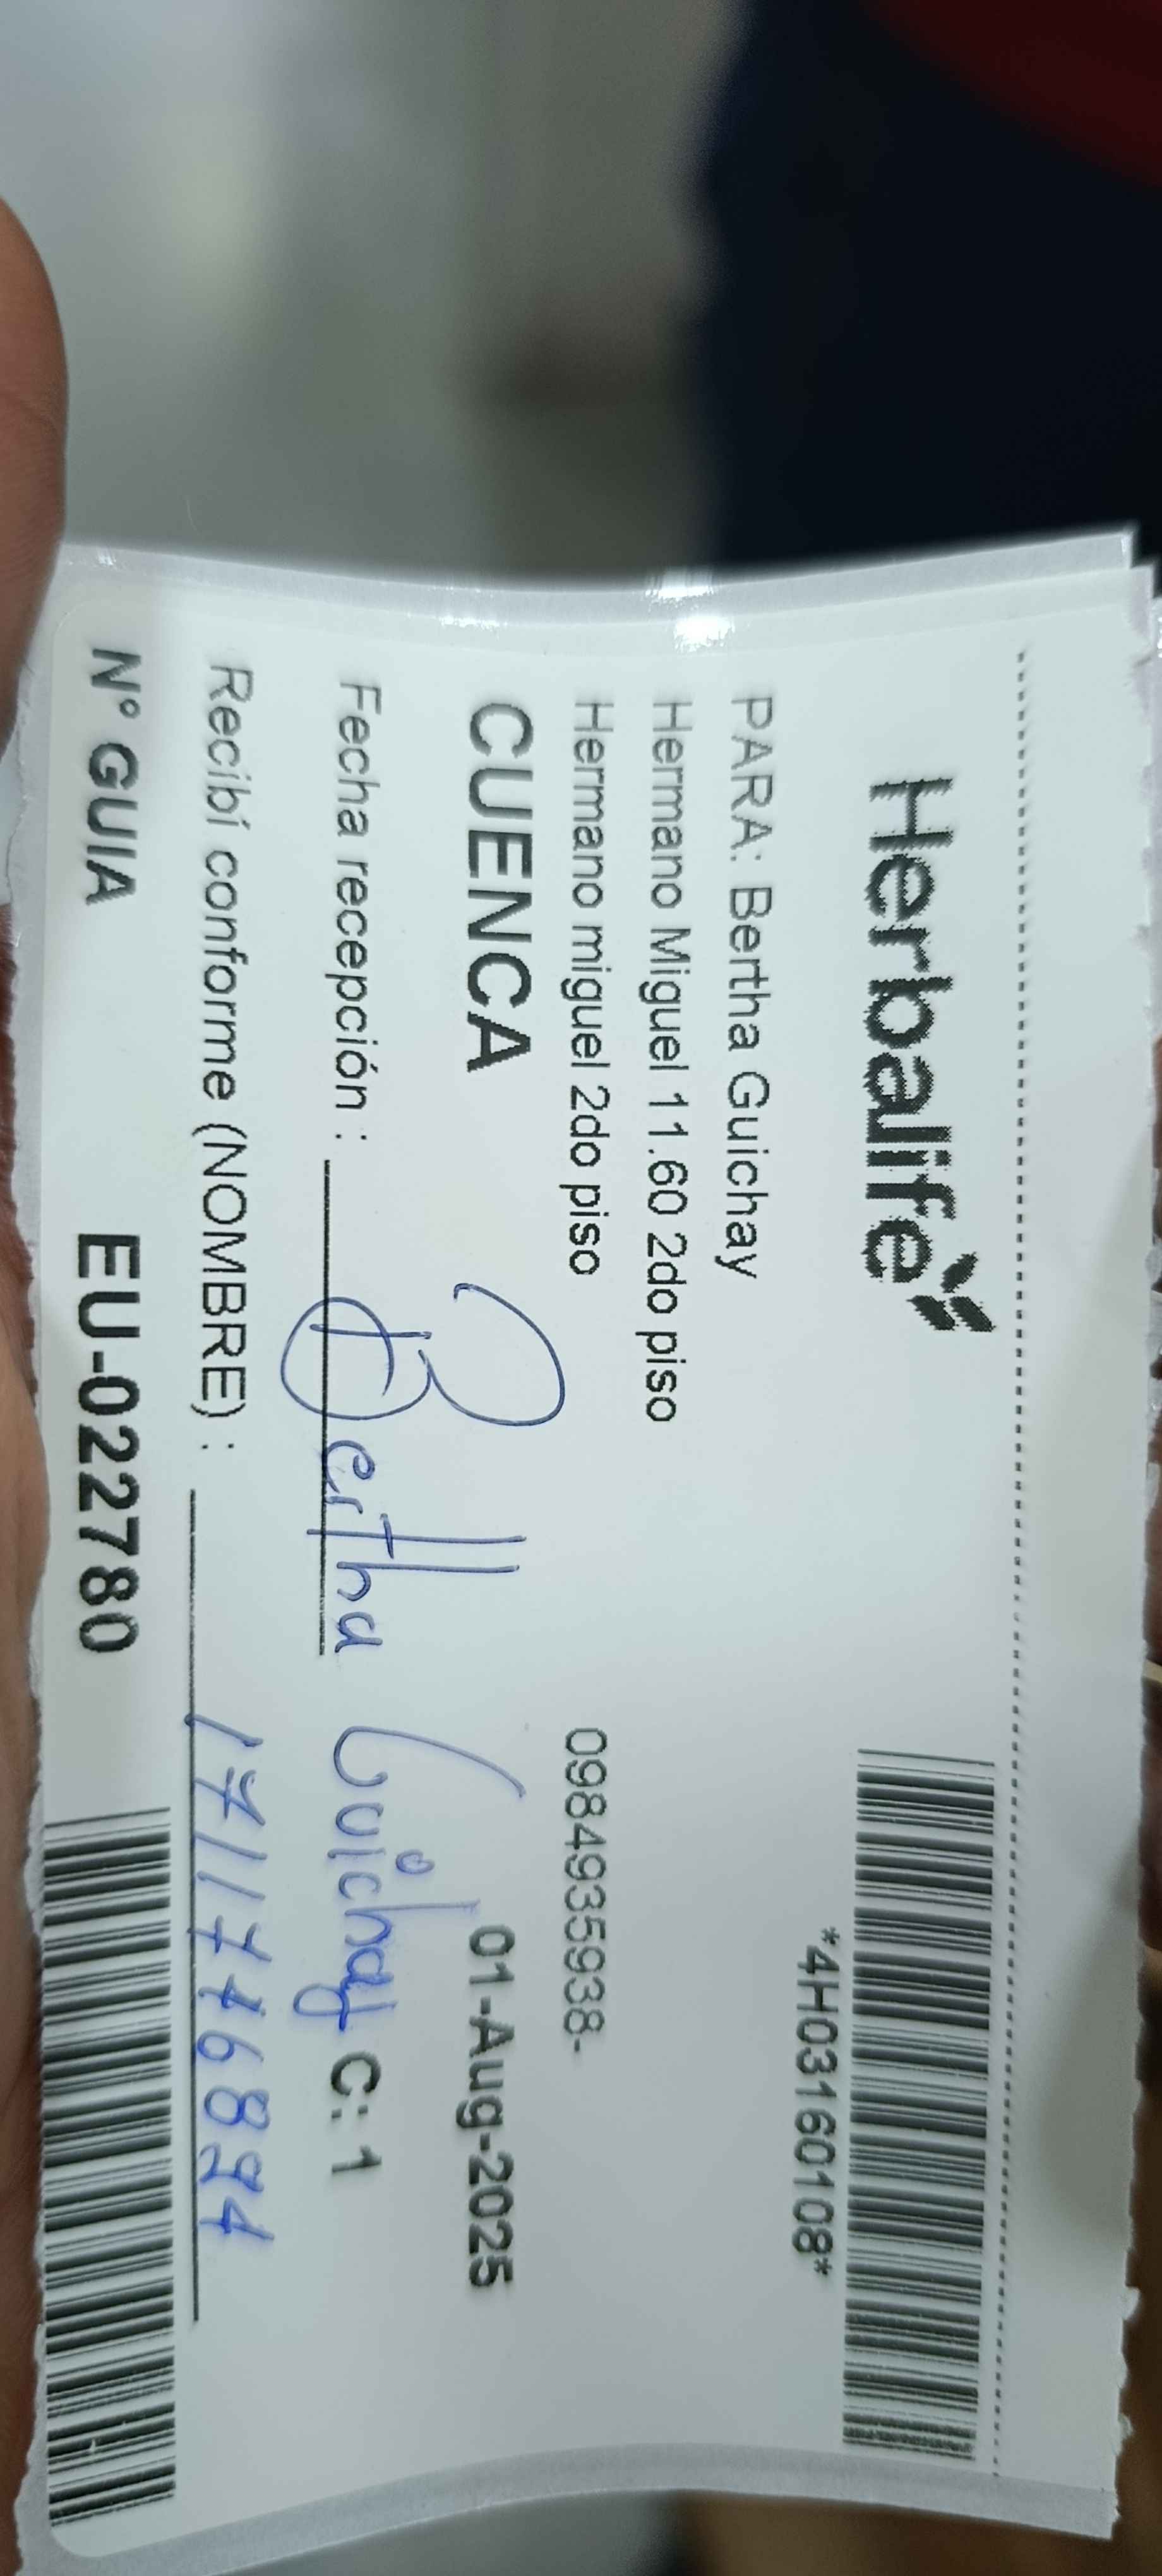 Herbalife
*4H03160108*
PARA: Bertha Guichay
Hermano Miguel 11.60 2do piso
Hermano miguel 2do piso 0984935938-
CUENCA 01-Aug-2025
Fecha recepción : Bertha Guichay C: 1
Recibí conforme (NOMBRE) :
N° GUIA EU-022780